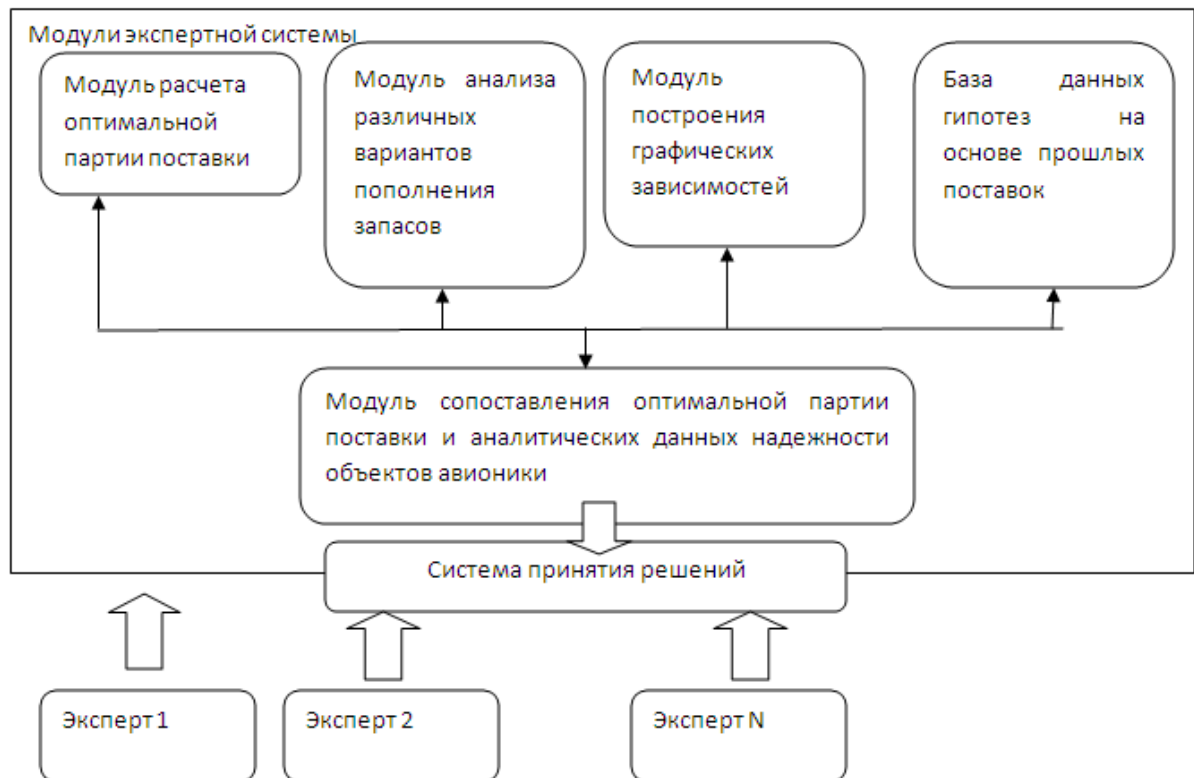 Модули экспертной системы
Модуль расчета
оптимальной
партии поставки
Модуль анализа
различных
вариантов
пополнения
запасов
Модуль
построения
графических
зависимостей
База данных
гипотез на
основе прошлых
поставок
Модуль сопоставления оптимальной партии
поставки и аналитических данных надежности
объектов авионики
Система принятия решений
Эксперт 1
Эксперт 2
Эксперт N